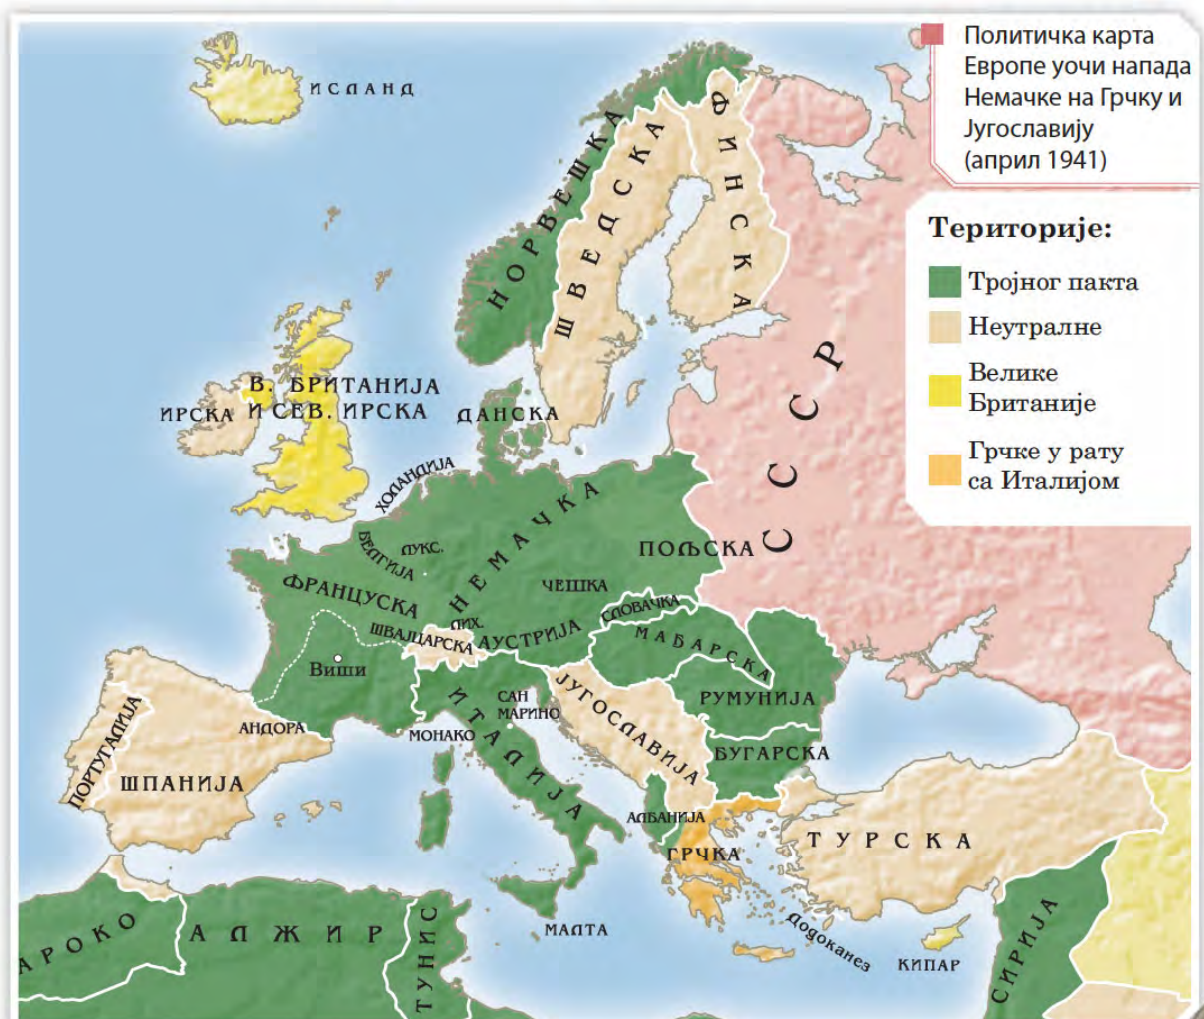 Политичка карта
Европе уочи напада
Немачке на Грчку и
Југославију
(април 1941)
Територије:
Тројног пакта
Неутралне
Велике
Британије
Грчке у рату
са Италијом
ИСЛАНД
НОРВЕШКА
ШВЕДСКА
ФИНСКА
СССР
В. БРИТАНИЈА
И СЕВ. ИРСКА
ИРСКА
ДАНСКА
ХОЛАНДИЈА
БЕЛГИЈА
ЛУКС.
НЕМАЧКА
ПОЉСКА
ЧЕШКА
СЛОВАЧКА
ФРАНЦУСКА
ЛИХ.
ШВАЈЦАРСКА
АУСТРИЈА
МАЂАРСКА
Виши
РУМУНИЈА
ЈУГОСЛАВИЈА
САН
МАРИНО
ИТАЛИЈА
МОНАКО
АНДОРА
ПОРТУГАЛИЈА
ШПАНИЈА
БУГАРСКА
АЛБАНИЈА
ГРЧКА
ТУРСКА
МАЛТА
Додоканез
КИПАР
СИРИЈА
АРОКО
АЛЖИР
ТУНИС